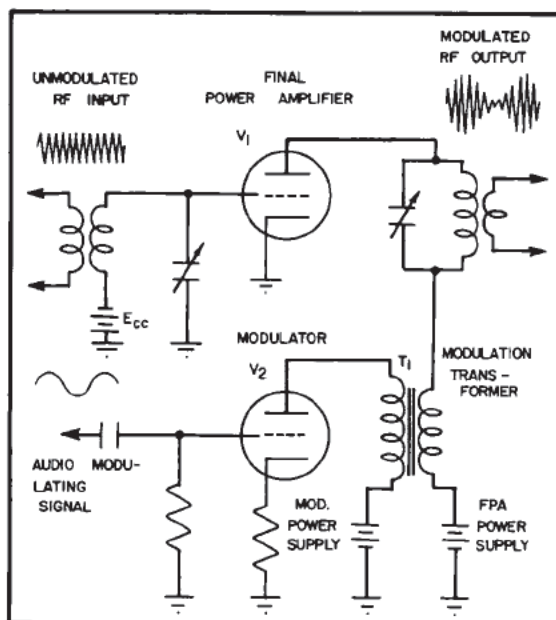 UNMODULATED
RF INPUT
FINAL
POWER AMPLIFIER
MODULATED
RF OUTPUT
V1
Ecc
MODULATOR
V2
T1
MODULATION
TRANS-
FORMER
AUDIO MODU-
LATING
SIGNAL
MOD.
POWER
SUPPLY
FPA
POWER
SUPPLY